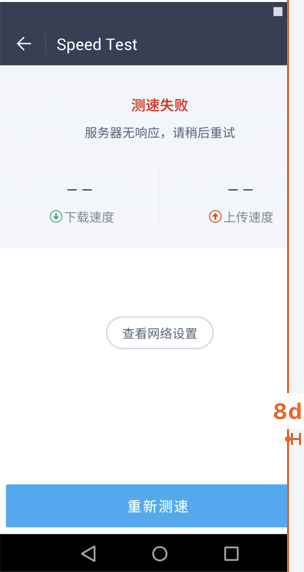 Speed Test
测速失败
服务器无响应，请稍后重试
-- --
下载速度 上传速度
查看网络设置
8d
重新测速